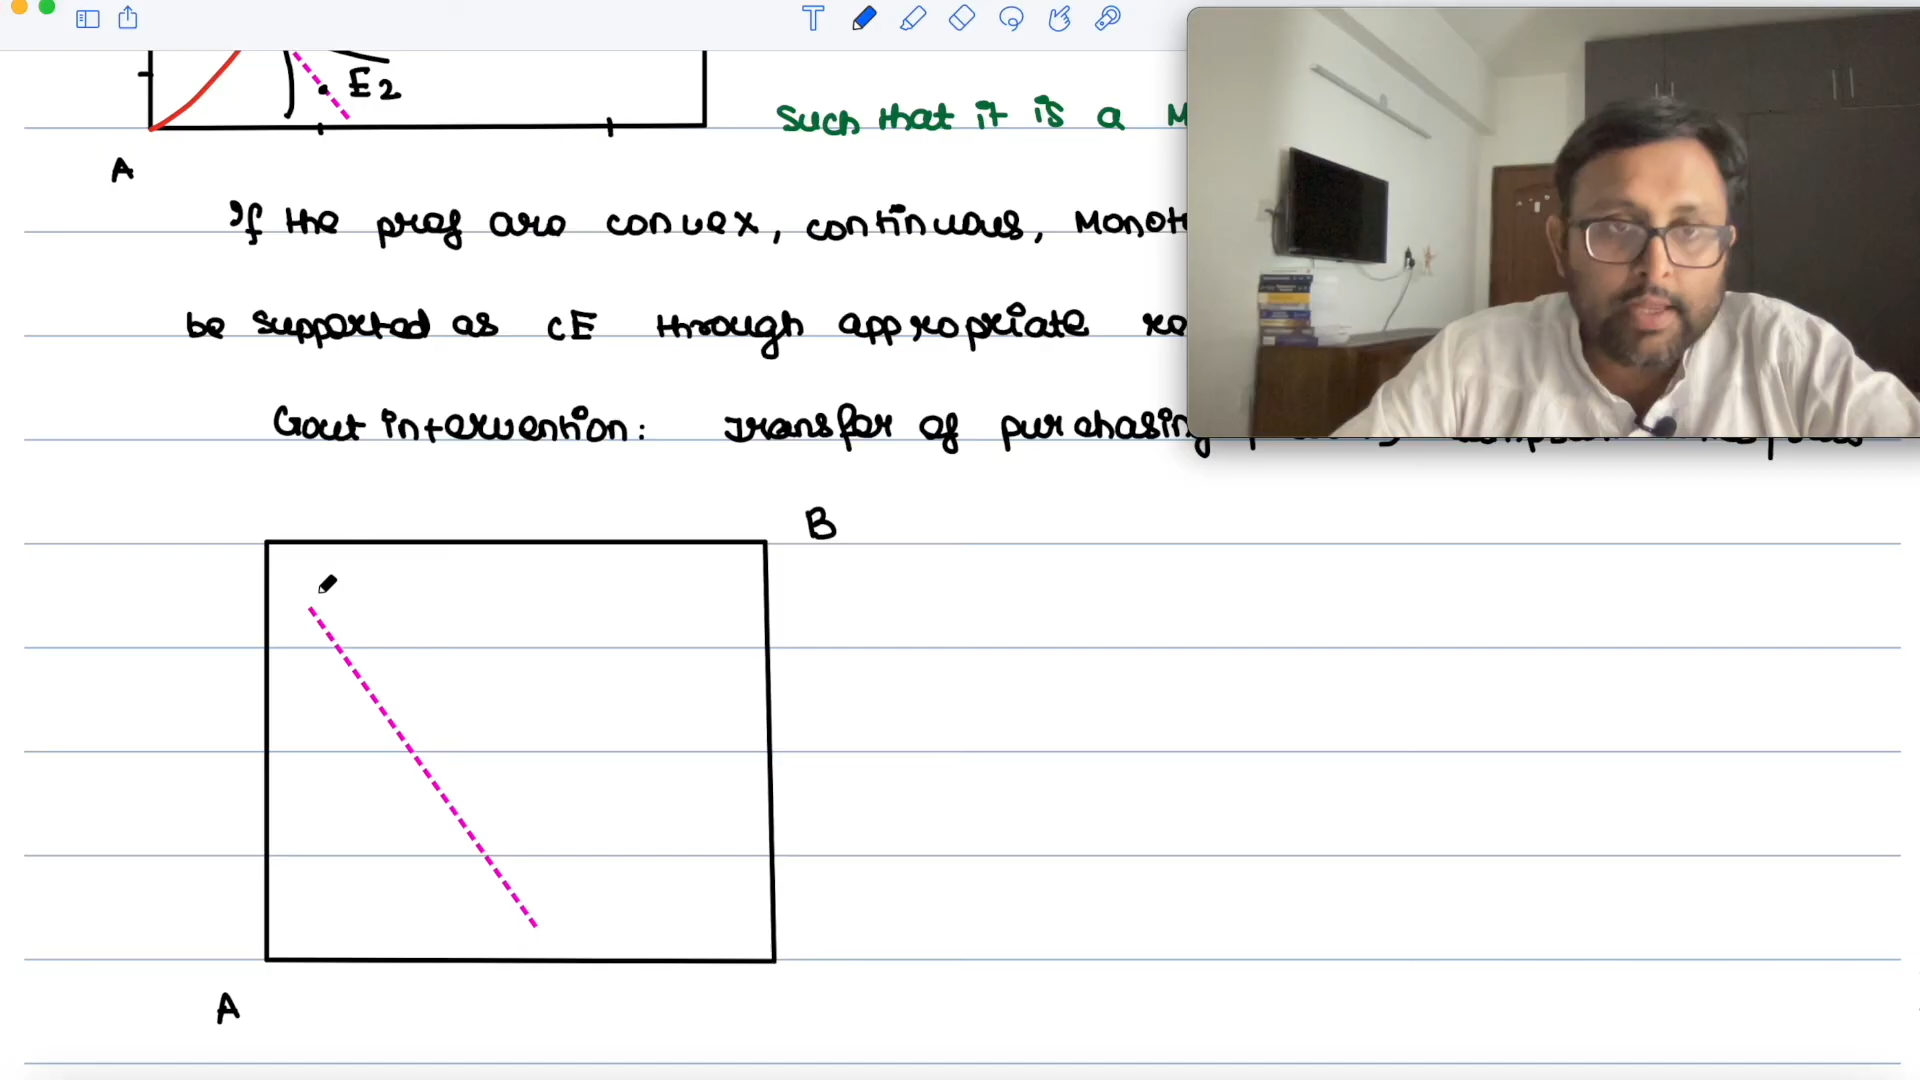 E2
Such that it is a
A
If the pref are convex, continuous,
be supported as CE through appropriate
Govt intervention: Transfer of purchasing
B
A